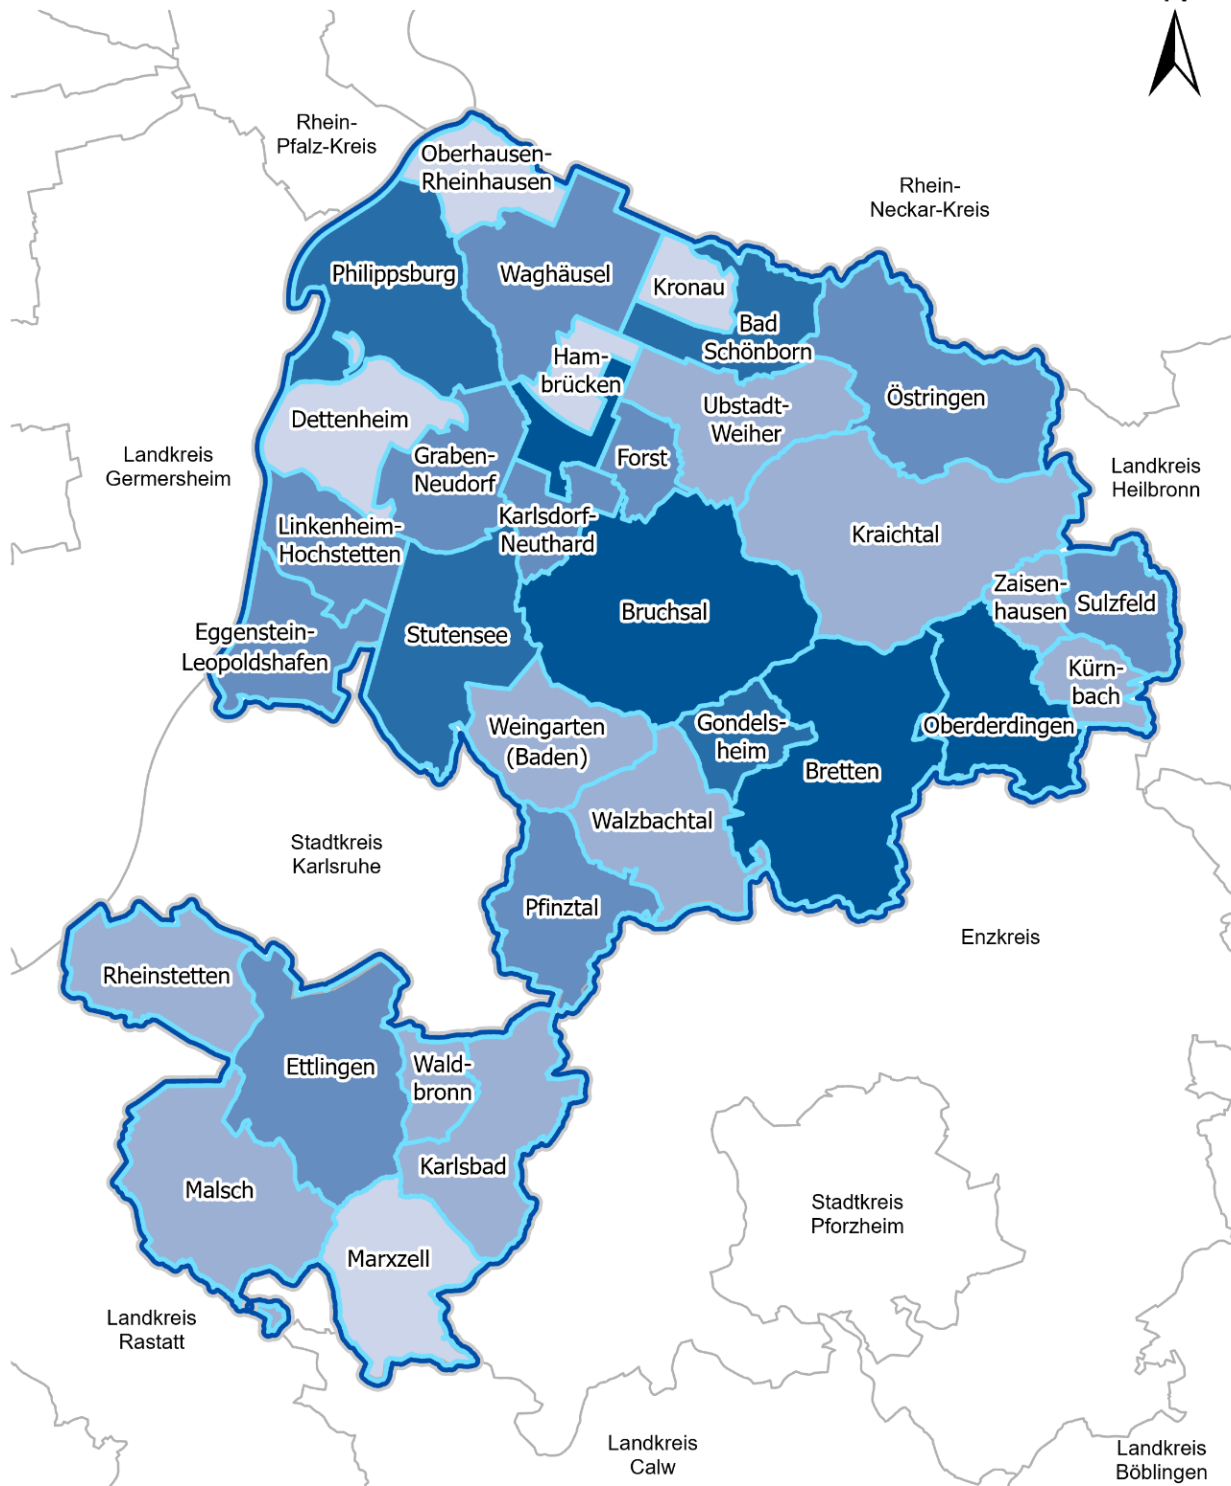 Rhein-
Pfalz-Kreis
Oberhausen-
Rheinhausen
Rhein-
Neckar-Kreis
Philippsburg
Waghäusel
Kronau
Bad
Schönborn
Ham-
brücken
Östringen
Dettenheim
Ubstadt-
Weiher
Landkreis
Germersheim
Graben-
Neudorf
Forst
Landkreis
Heilbronn
Linkenheim-
Hochstetten
Karlsdorf-
Neuthard
Kraichtal
Zaisen-
hausen
Sulzfeld
Bruchsal
Eggenstein-
Leopoldshafen
Stutensee
Kürn-
bach
Weingarten
(Baden)
Gondels-
heim
Oberderdingen
Bretten
Walzbachtal
Stadtkreis
Karlsruhe
Pfinztal
Enzkreis
Rheinstetten
Ettlingen
Wald-
bronn
Karlsbad
Malsch
Stadtkreis
Pforzheim
Marxzell
Landkreis
Rastatt
Landkreis
Calw
Landkreis
Böblingen